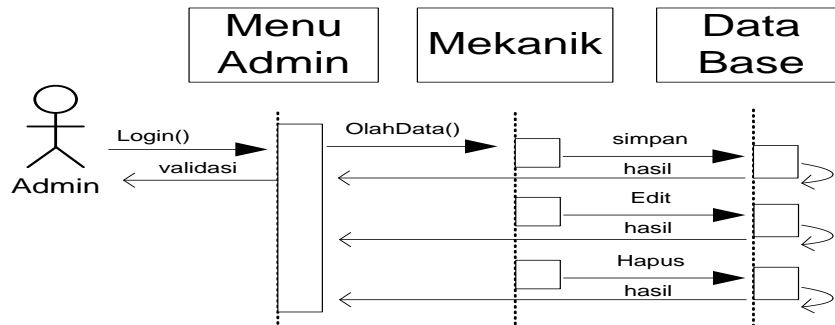 Menu
Admin
Mekanik
Data
Base
Login()
OlahData()
simpan
validasi
hasil
Admin
Edit
hasil
Hapus
hasil